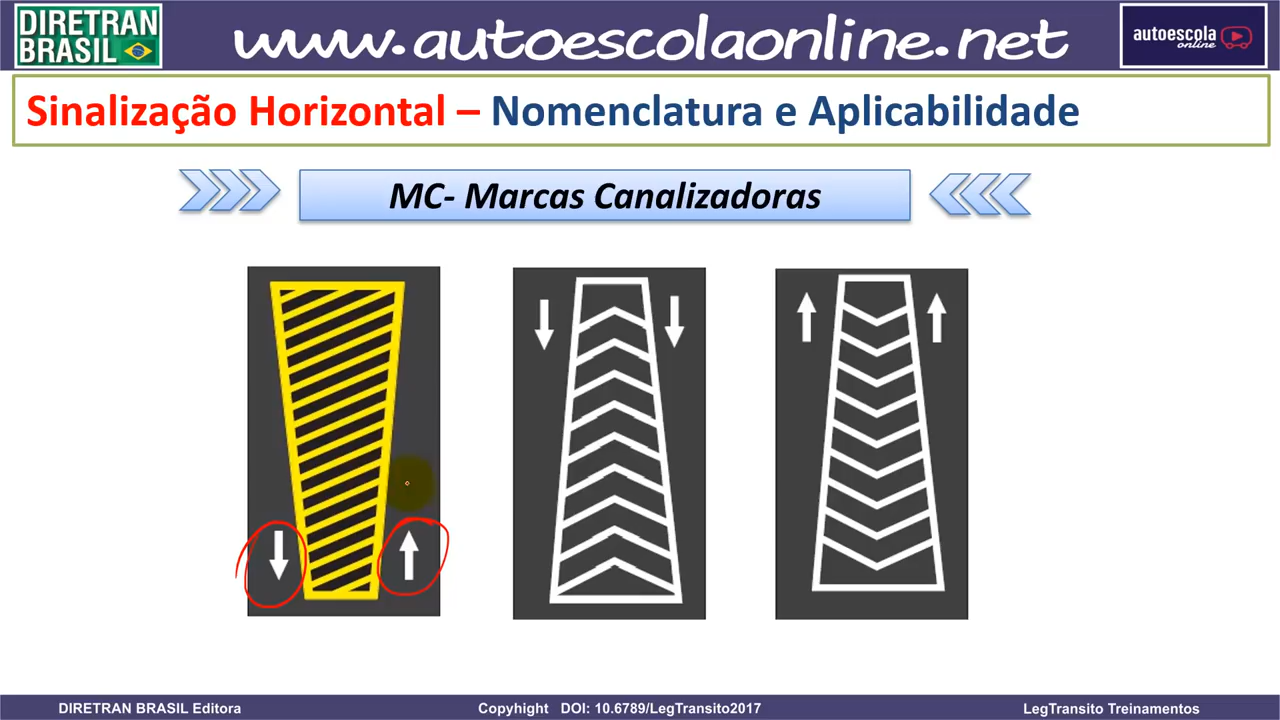 DIRETRAN
BRASIL
www.autoescolaonline.net
autoescola
online
Sinalização Horizontal – Nomenclatura e Aplicabilidade
MC- Marcas Canalizadoras
DIRETRAN BRASIL Editora
Copyhight DOI: 10.6789/LegTransito2017
LegTransito Treinamentos